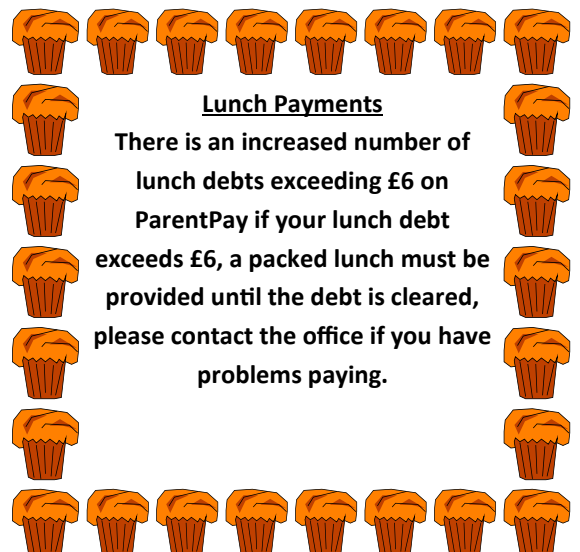 Lunch Payments
There is an increased number of
lunch debts exceeding £6 on
ParentPay if your lunch debt
exceeds £6, a packed lunch must be
provided until the debt is cleared,
please contact the office if you have
problems paying.